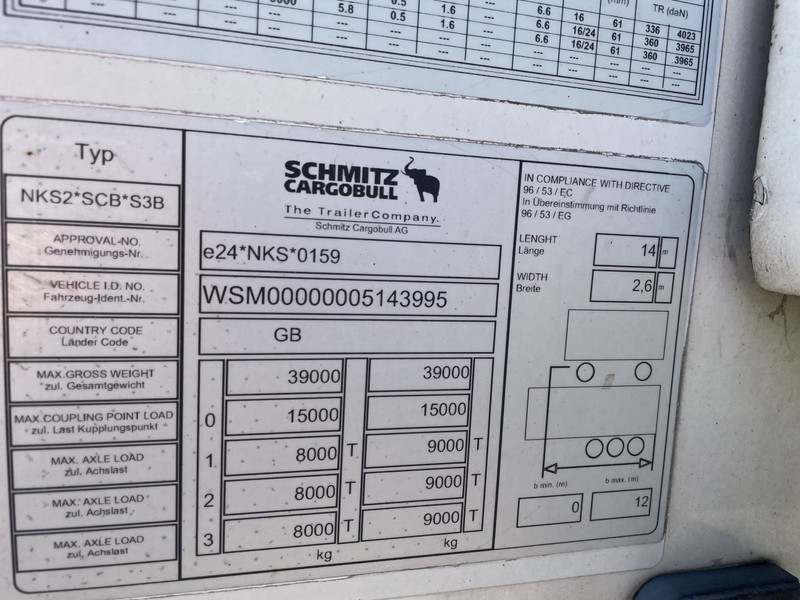 (mm) TR (daN)
--- --- --- --- 5.8 0.5 1.6 --- 6.6 16 61 336 4023
--- --- --- --- --- 0.5 1.6 --- 6.6 16/24 61 360 3965
--- --- --- --- --- --- --- --- 6,6 16/24 61 360 3965
--- --- --- --- --- --- --- --- --- --- --- --- ---
Typ
NKS2*SCB*S3B
SCHMITZ
CARGOBULL
The TrailerCompany.
Schmitz Cargobull AG
APPROVAL-NO.
Genehmigungs-Nr.
e24*NKS*0159
VEHICLE I.D. NO.
Fahrzeug-Ident.-Nr.
WSM00000005143995
COUNTRY CODE
Länder Code
GB
MAX.GROSS WEIGHT
zul. Gesamtgewicht
39000 39000
MAX.COUPLING POINT LOAD
zul. Last Kupplungspunkt
0 15000 15000
MAX. AXLE LOAD
zul. Achslast
1 8000 T 9000 T
MAX. AXLE LOAD
zul. Achslast
2 8000 T 9000 T
MAX. AXLE LOAD
zul. Achslast
3 8000 T 9000 T
kg kg
IN COMPLIANCE WITH DIRECTIVE
96 / 53 / EC
In Übereinstimmung mit Richtlinie
96 / 53 / EG
LENGHT
Länge
14 m
WIDTH
Breite
2,6 m
b min. (m) b max. (m)
0 12